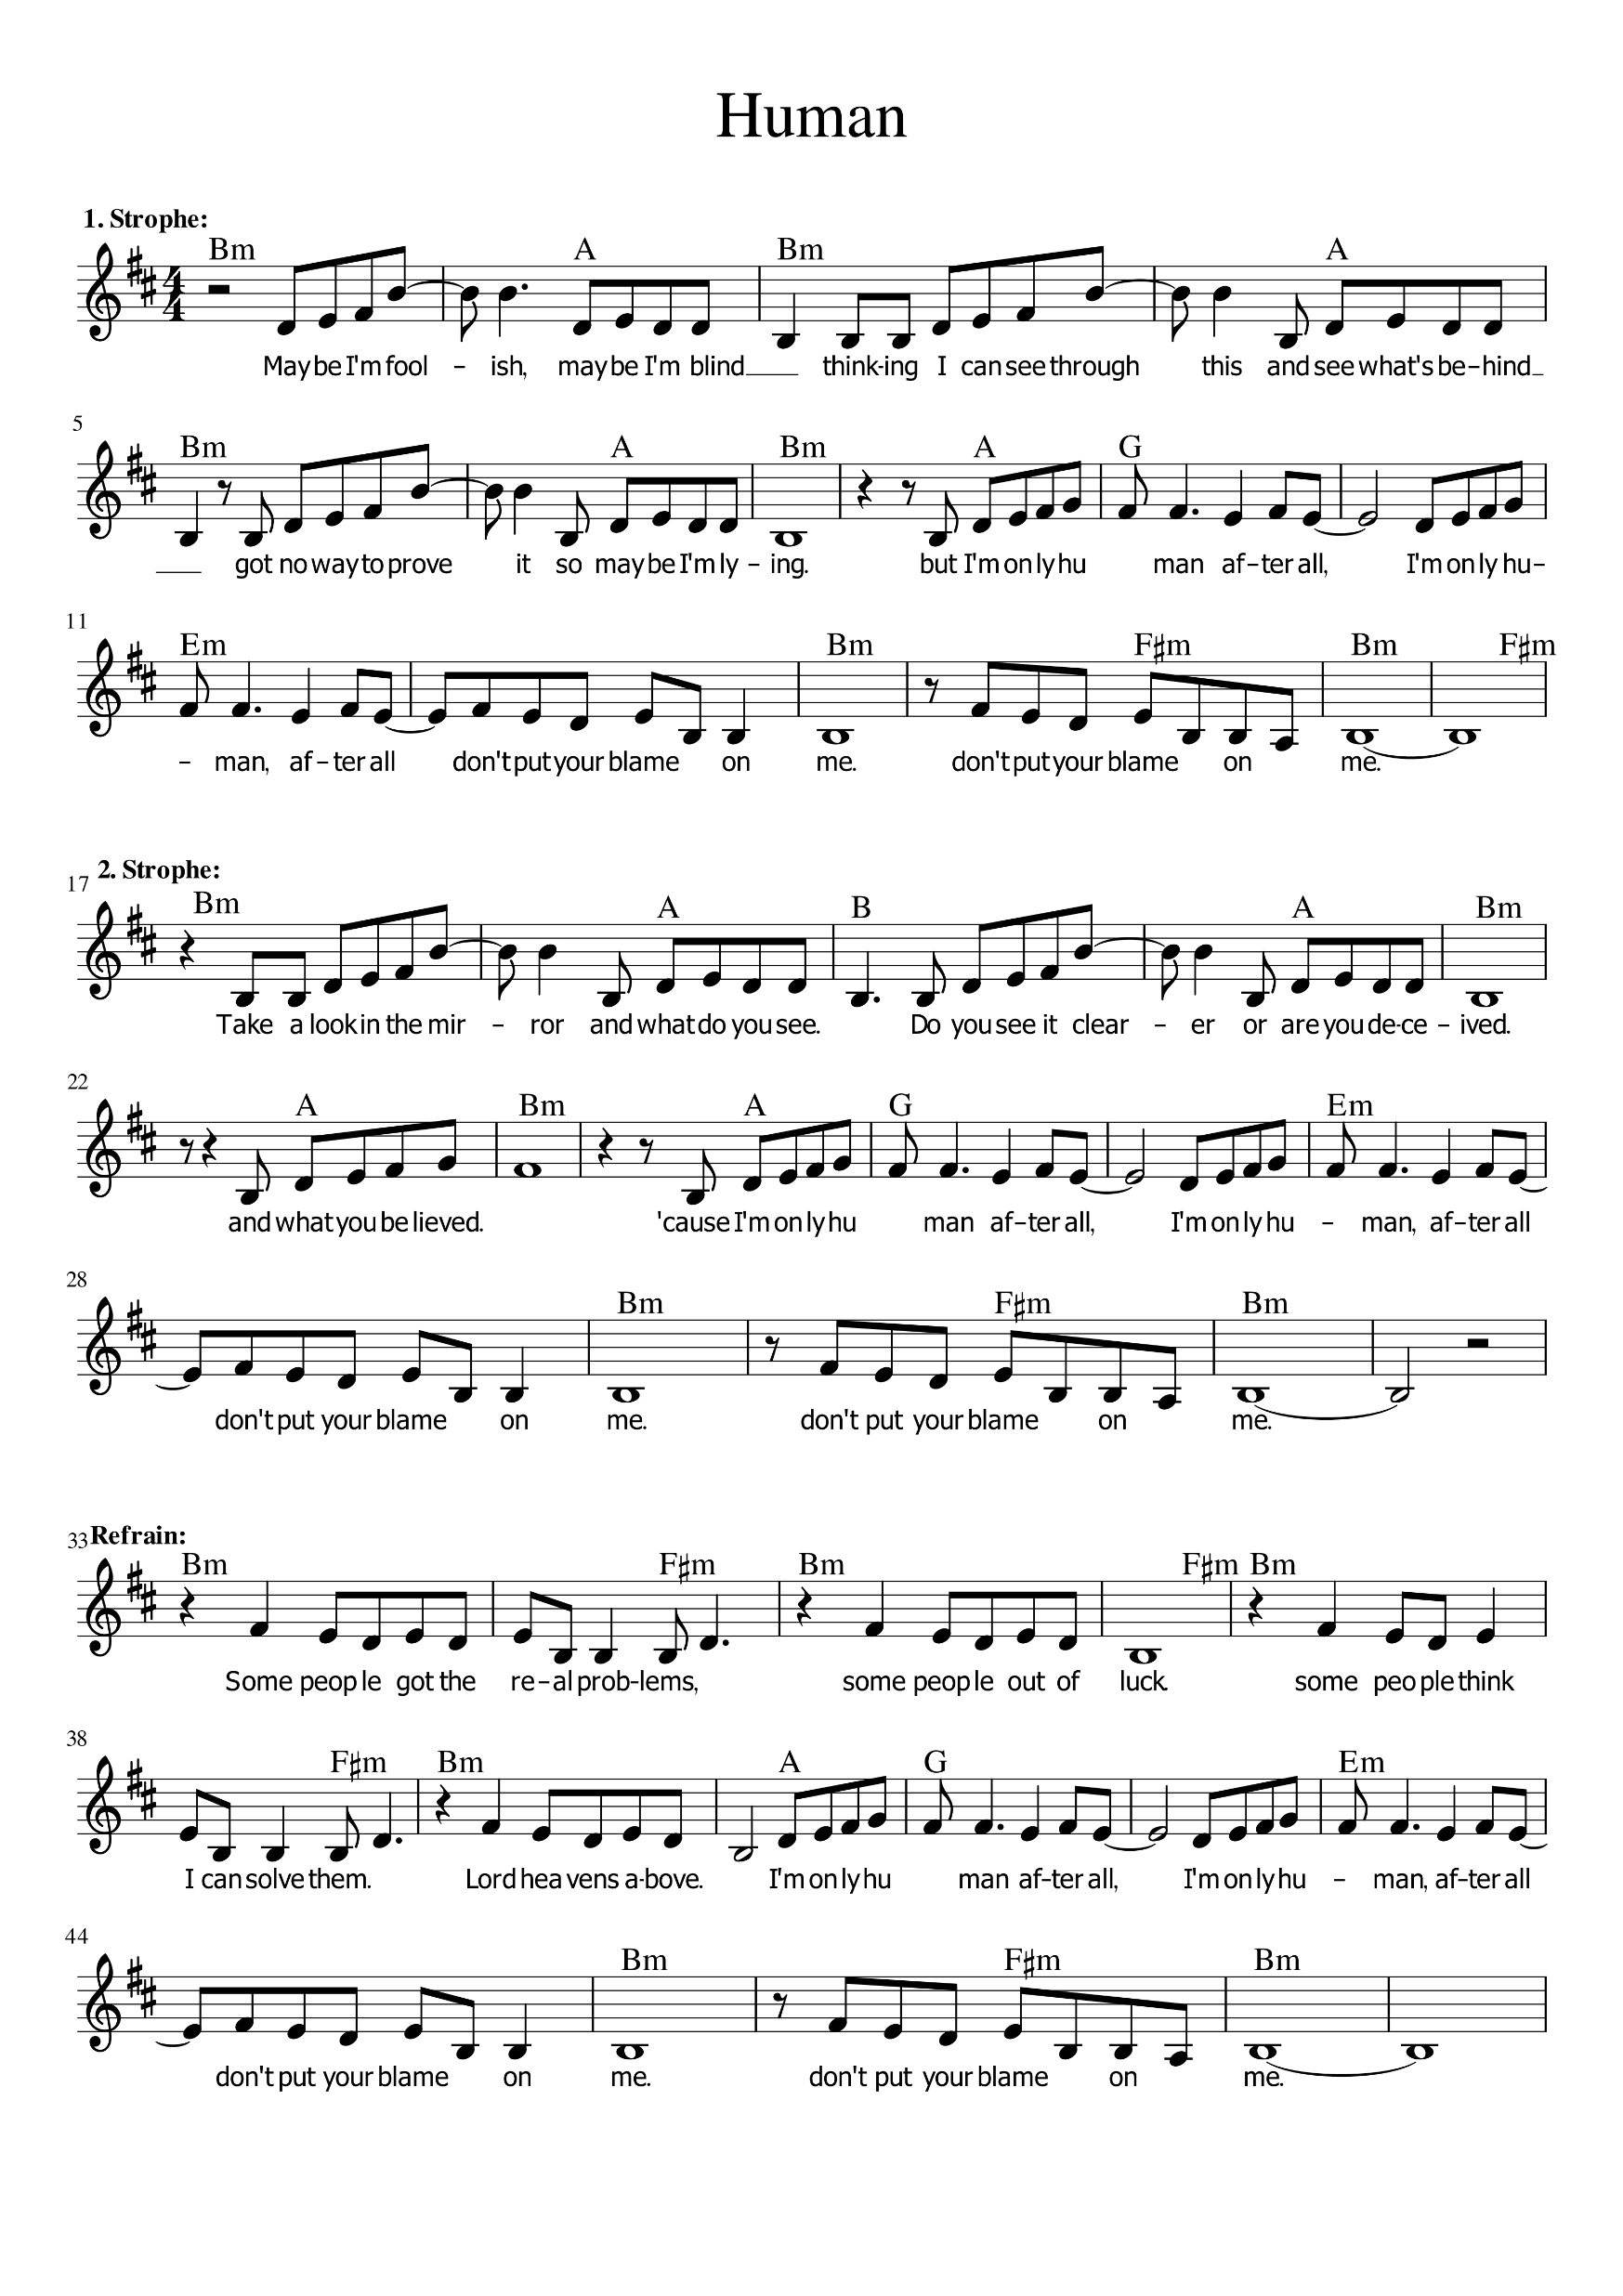 Human
1. Strophe:
Bm A Bm A
4 4
May be I'm fool - ish, may be I'm blind __ think - ing I can see through this and see what's be - hind __
5
Bm A Bm A G
__ got no way to prove it so may be I'm ly - ing. but I'm on ly hu man af - ter all, I'm on ly hu -
11
Em Bm F#m Bm F#m
- man, af - ter all don't put your blame on me. don't put your blame on me.
2. Strophe:
17
Bm A B A Bm
Take a look in the mir - ror and what do you see. Do you see it clear - er or are you de - ce - ived.
22
A Bm A G Em
and what you be lieved. 'cause I'm on ly hu man af - ter all, I'm on ly hu - man, af - ter all
28
Bm F#m Bm
don't put your blame on me. don't put your blame on me.
33 Refrain:
Bm F#m Bm F#m Bm
Some peop le got the re - al prob - lems, some peop le out of luck. some peo ple think
38
F#m Bm A G Em
I can solve them. Lord hea vens a - bove. I'm on ly hu man af - ter all, I'm on ly hu - man, af - ter all
44
Bm F#m Bm
don't put your blame on me. don't put your blame on me.